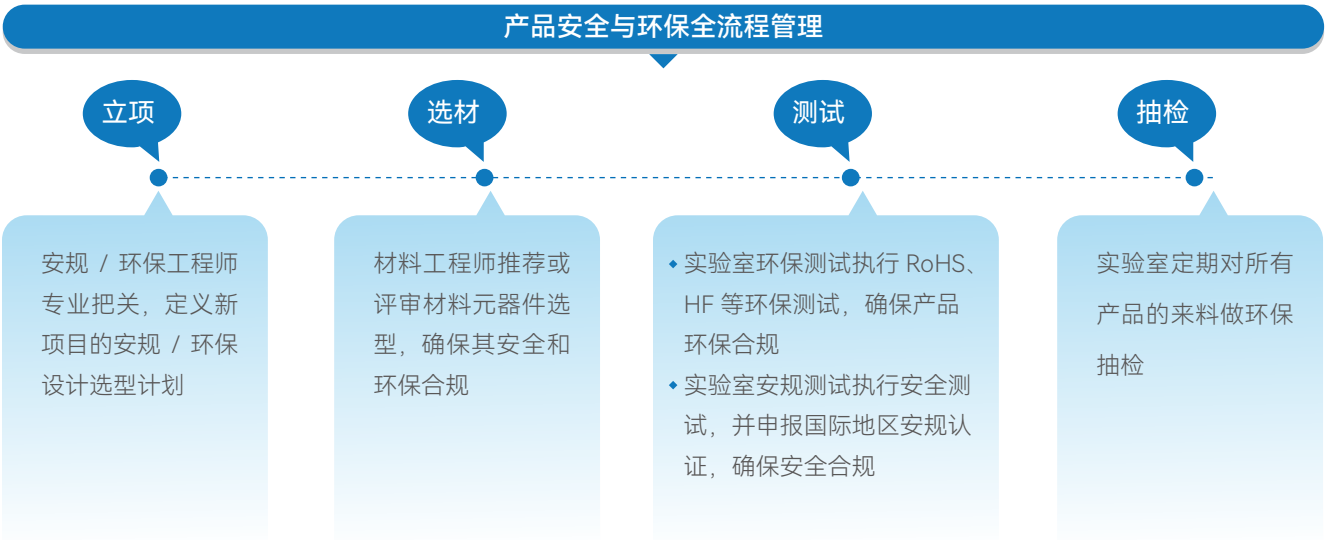 产品安全与环保全流程管理
立项
选材
测试
抽检
安规 / 环保工程师
专业把关，定义新
项目的安规 / 环保
设计选型计划
材料工程师推荐或
评审材料元器件选
型，确保其安全和
环保合规
实验室环保测试执行 RoHS、
HF 等环保测试，确保产品
环保合规
实验室安规测试执行安全测
试，并申报国际地区安规认
证，确保安全合规
实验室定期对所有
产品的来料做环保
抽检